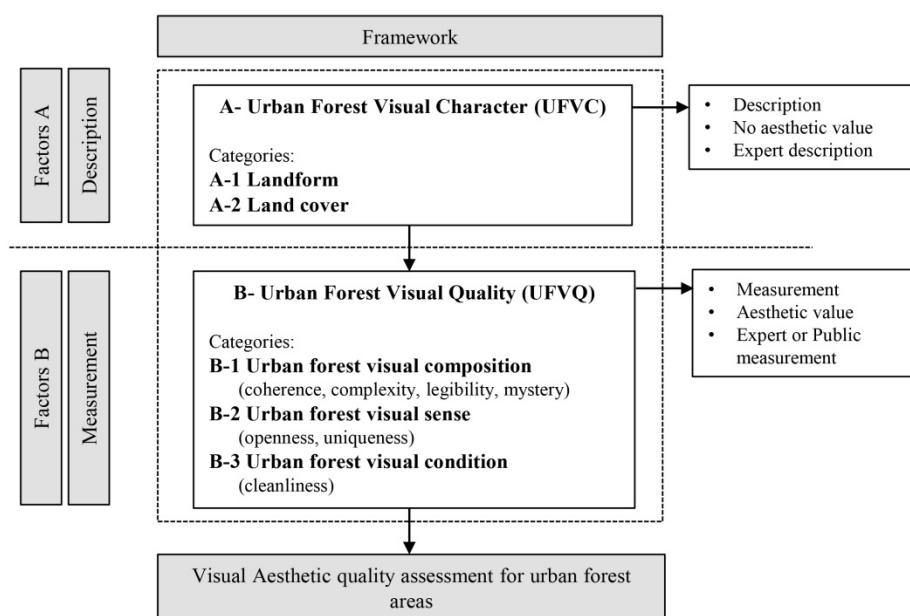 Framework
Factors A
Description
A- Urban Forest Visual Character (UFVC)
Categories:
A-1 Landform
A-2 Land cover
• Description
• No aesthetic value
• Expert description
Factors B
Measurement
B- Urban Forest Visual Quality (UFVQ)
Categories:
B-1 Urban forest visual composition
(coherence, complexity, legibility, mystery)
B-2 Urban forest visual sense
(openness, uniqueness)
B-3 Urban forest visual condition
(cleanliness)
• Measurement
• Aesthetic value
• Expert or Public
measurement
Visual Aesthetic quality assessment for urban forest
areas